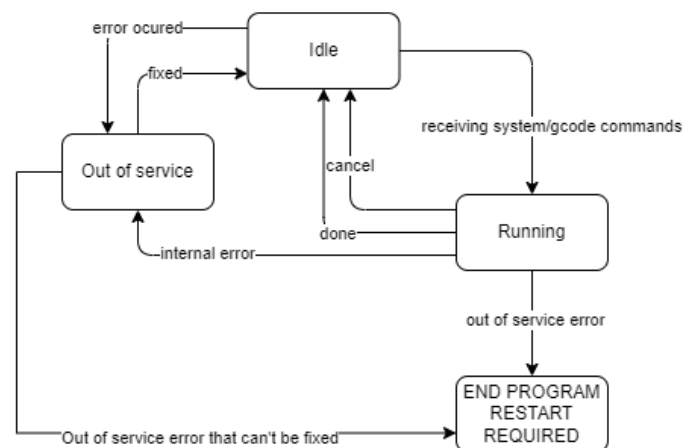 error ocured
Idle
fixed
receiving system/gcode commands
Out of service
cancel
done
Running
internal error
out of service error
END PROGRAM
RESTART
REQUIRED
Out of service error that can't be fixed